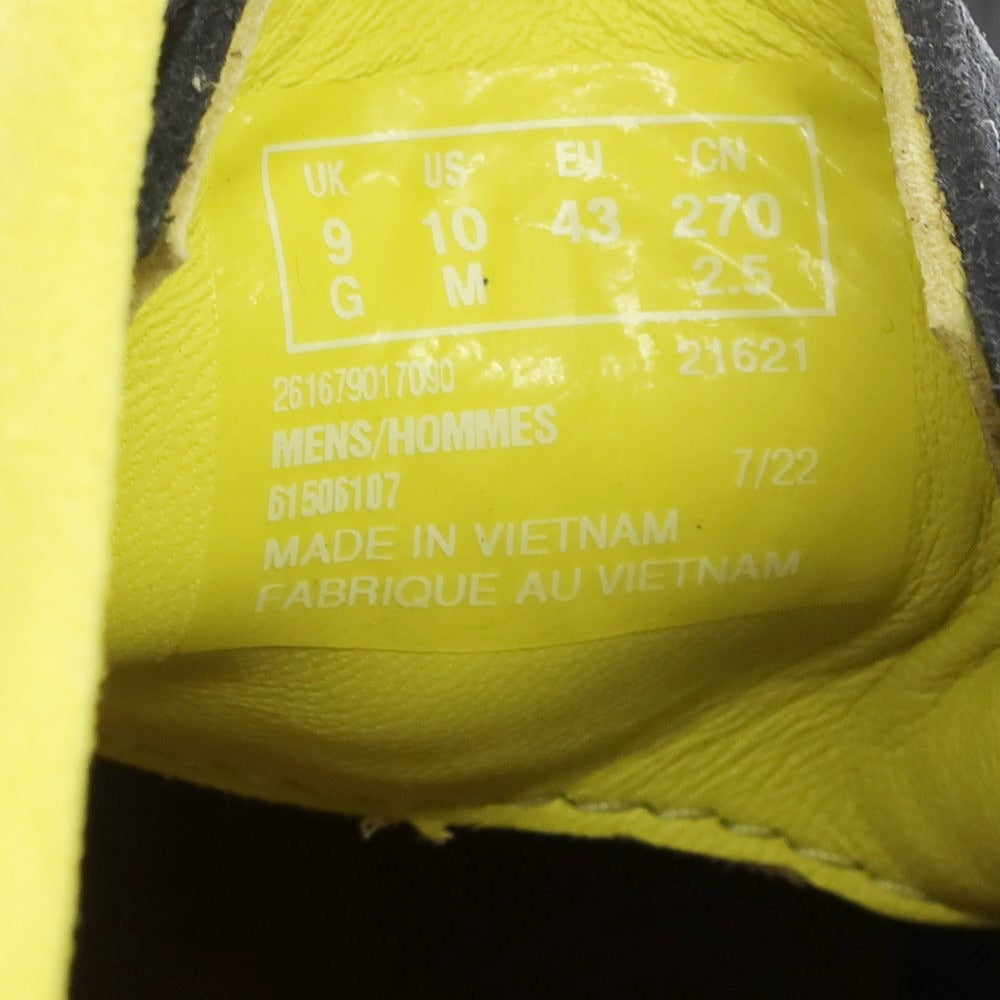 UK US EU CN
9 10 43 270
G M 2.5
261679017090 21621
MENS/HOMMES
61506107 7/22
MADE IN VIETNAM
FABRIQUE AU VIETNAM